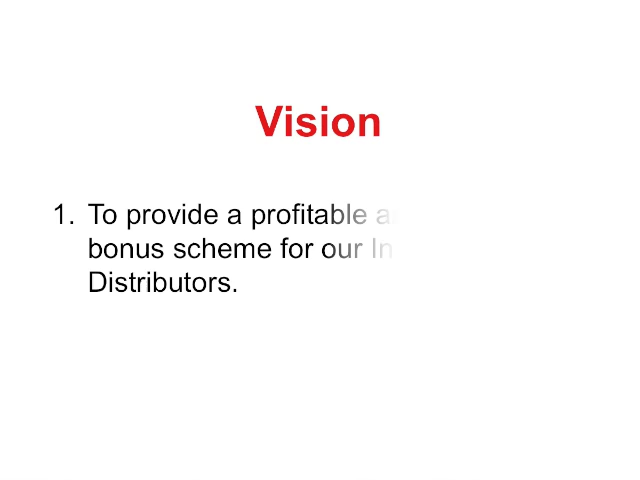 Vision
1. To provide a profitable
bonus scheme for our
Distributors.